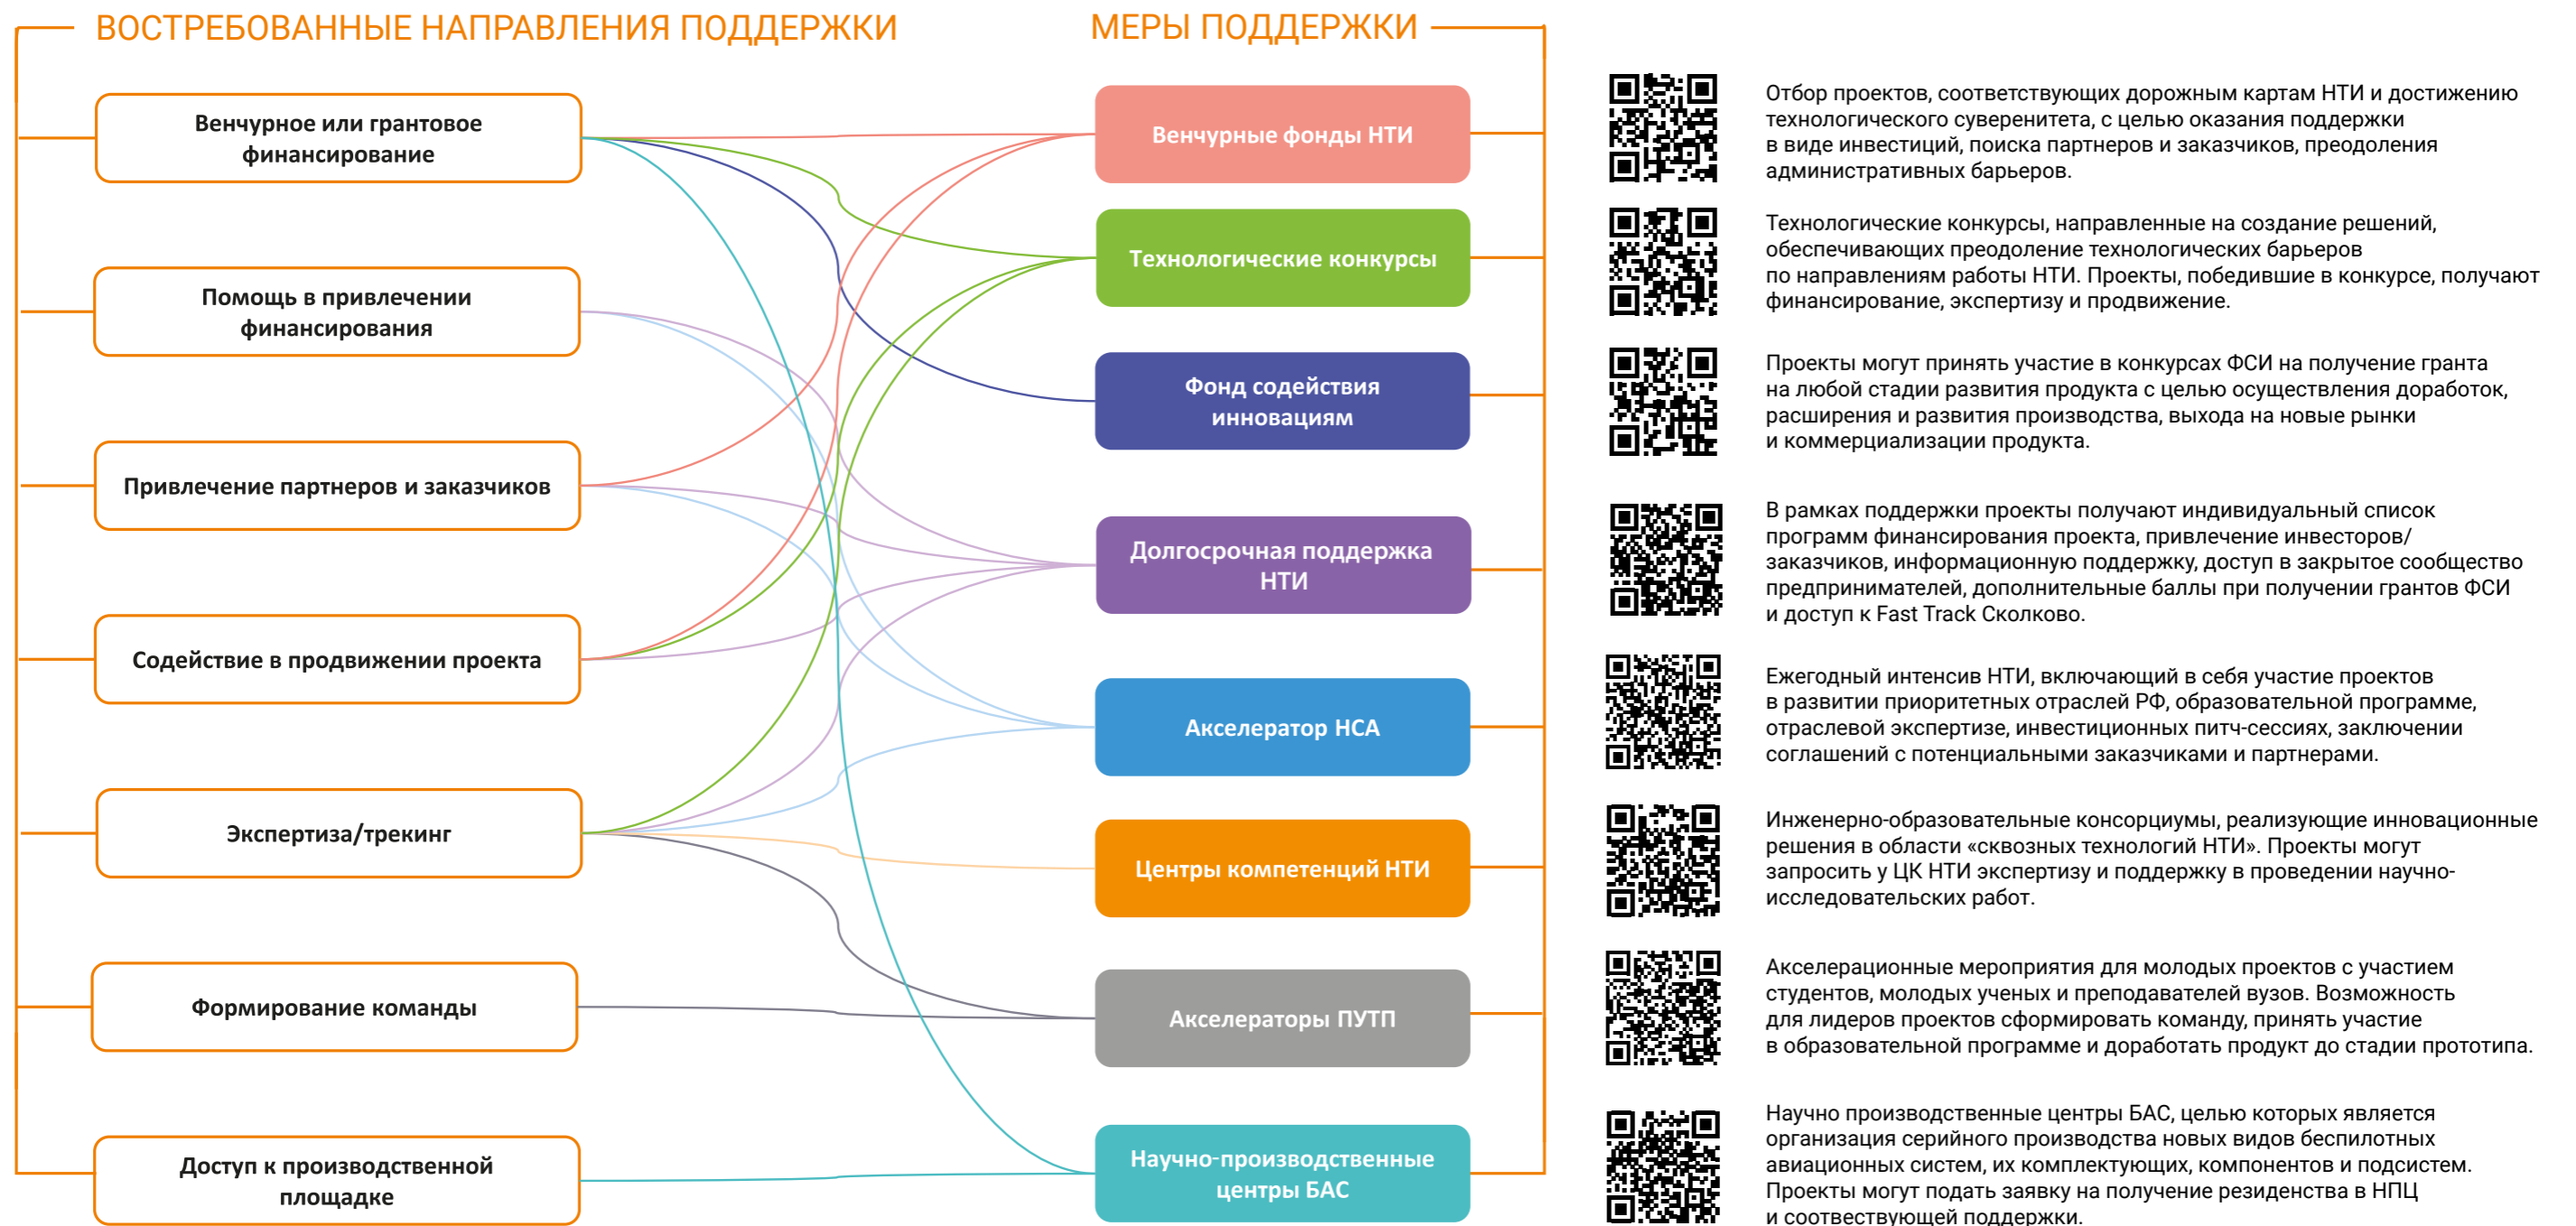 ВОСТРЕБОВАННЫЕ НАПРАВЛЕНИЯ ПОДДЕРЖКИ
Венчурное или грантовое
финансирование
Помощь в привлечении
финансирования
Привлечение партнеров и заказчиков
Содействие в продвижении проекта
Экспертиза/трекинг
Формирование команды
Доступ к производственной
площадке
МЕРЫ ПОДДЕРЖКИ
Венчурные фонды НТИ
Технологические конкурсы
Фонд содействия
инновациям
Долгосрочная поддержка
НТИ
Акселератор НСА
Центры компетенций НТИ
Акселераторы ПУТП
Научно-производственные
центры БАС
Отбор проектов, соответствующих дорожным картам НТИ и достижению
технологического суверенитета, с целью оказания поддержки
в виде инвестиций, поиска партнеров и заказчиков, преодоления
административных барьеров.
Технологические конкурсы, направленные на создание решений,
обеспечивающих преодоление технологических барьеров
по направлениям работы НТИ. Проекты, победившие в конкурсе, получают
финансирование, экспертизу и продвижение.
Проекты могут принять участие в конкурсах ФСИ на получение гранта
на любой стадии развития продукта с целью осуществления доработок,
расширения и развития производства, выхода на новые рынки
и коммерциализации продукта.
В рамках поддержки проекты получают индивидуальный список
программ финансирования проекта, привлечение инвесторов/
заказчиков, информационную поддержку, доступ в закрытое сообщество
предпринимателей, дополнительные баллы при получении грантов ФСИ
и доступ к Fast Track Сколково.
Ежегодный интенсив НТИ, включающий в себя участие проектов
в развитии приоритетных отраслей РФ, образовательной программе,
отраслевой экспертизе, инвестиционных питч-сессиях, заключении
соглашений с потенциальными заказчиками и партнерами.
Инженерно-образовательные консорциумы, реализующие инновационные
решения в области «сквозных технологий НТИ». Проекты могут
запросить у ЦК НТИ экспертизу и поддержку в проведении научно-
исследовательских работ.
Акселерационные мероприятия для молодых проектов с участием
студентов, молодых ученых и преподавателей вузов. Возможность
для лидеров проектов сформировать команду, принять участие
в образовательной программе и доработать продукт до стадии прототипа.
Научно производственные центры БАС, целью которых является
организация серийного производства новых видов беспилотных
авиационных систем, их комплектующих, компонентов и подсистем.
Проекты могут подать заявку на получение резиденства в НПЦ
и соотвествующей поддержки.